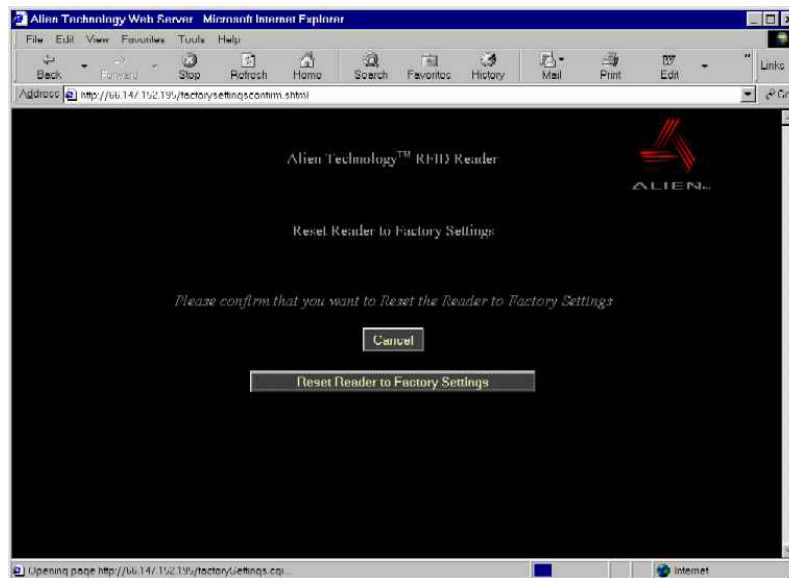 Alien Technology Web Server - Microsoft Internet Explorer
File Edit View Favorites Tools Help
Back Forward Stop Refresh Home Search Favorites History Mail Print Edit " Links
Address http://66.147.152.195/factorysettingsconfirm.shtml Go
Alien Technology™ RFID Reader
ALIEN
Reset Reader to Factory Settings
Please confirm that you want to Reset the Reader to Factory Settings
Cancel
Reset Reader to Factory Settings
Opening page http://66.147.152.195/factorySettings.cgi... Internet